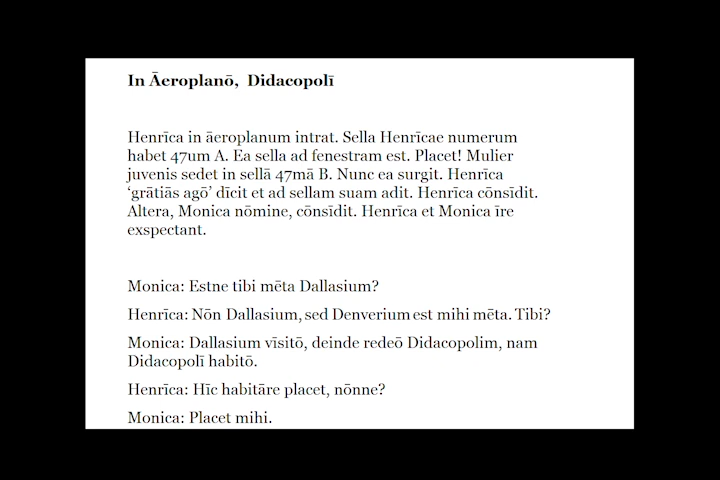 In Āeroplanō, Didacopolī
Henrīca in āeroplanum intrat. Sella Henrīcae numerum
habet 47um A. Ea sella ad fenestram est. Placet! Mulier
juvenis sedet in sellā 47mā B. Nunc ea surgit. Henrīca
‘grātiās agō’ dīcit et ad sellam suam adit. Henrīca cōnsīdit.
Altera, Monica nōmine, cōnsīdit. Henrīca et Monica īre
exspectant.
Monica: Estne tibi mēta Dallasium?
Henrīca: Nōn Dallasium, sed Denverium est mihi mēta. Tibi?
Monica: Dallasium vīsitō, deinde redeō Didacopolim, nam
Didacopolī habitō.
Henrīca: Hīc habitāre placet, nōnne?
Monica: Placet mihi.